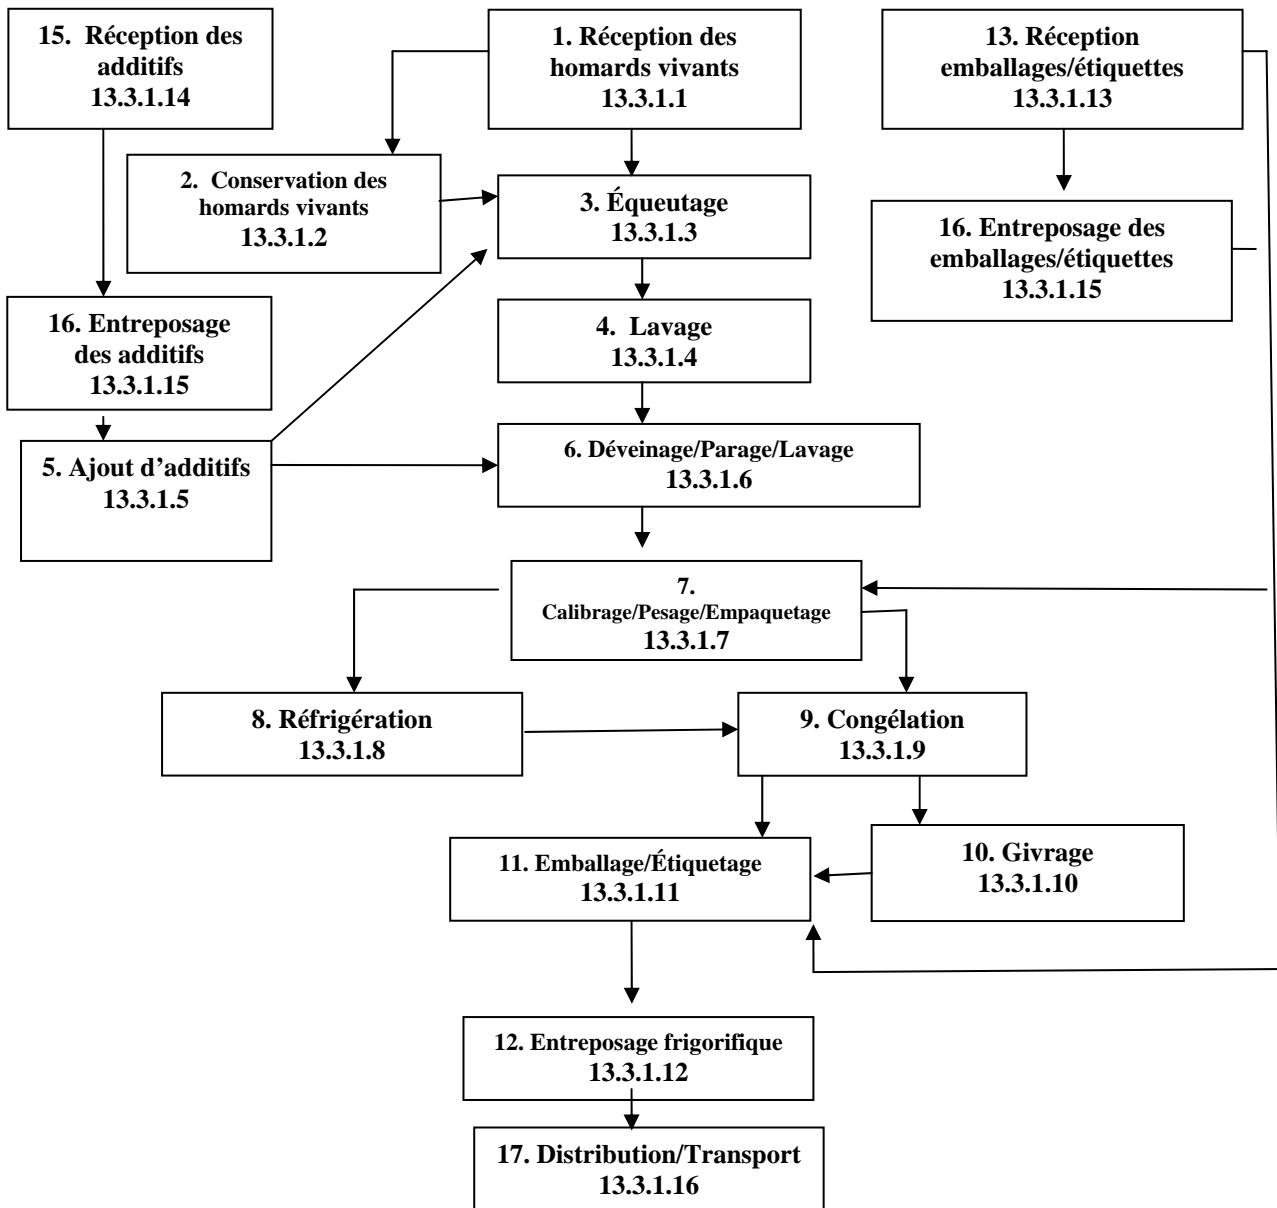 15. Réception des
additifs
13.3.1.14
1. Réception des
homards vivants
13.3.1.1
13. Réception
emballages/étiquettes
13.3.1.13
2. Conservation des
homards vivants
13.3.1.2
3. Équeutage
13.3.1.3
16. Entreposage des
emballages/étiquettes
13.3.1.15
16. Entreposage
des additifs
13.3.1.15
4. Lavage
13.3.1.4
5. Ajout d’additifs
13.3.1.5
6. Déveinage/Parage/Lavage
13.3.1.6
7.
Calibrage/Pesage/Empaquetage
13.3.1.7
8. Réfrigération
13.3.1.8
9. Congélation
13.3.1.9
11. Emballage/Étiquetage
13.3.1.11
10. Givrage
13.3.1.10
12. Entreposage frigorifique
13.3.1.12
17. Distribution/Transport
13.3.1.16